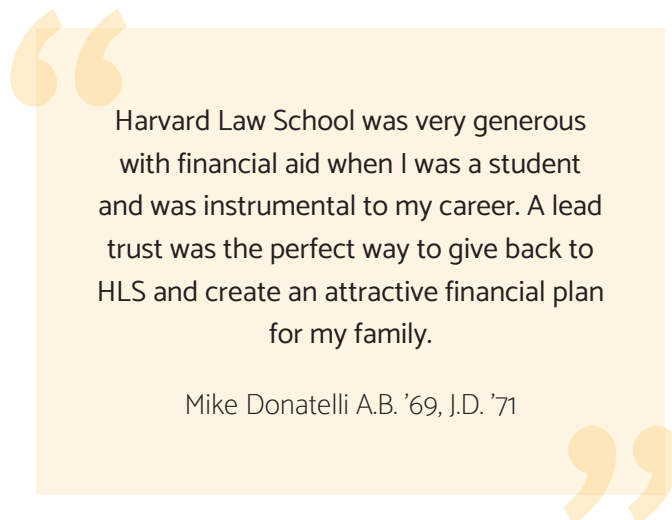 Harvard Law School was very generous
with financial aid when I was a student
and was instrumental to my career. A lead
trust was the perfect way to give back to
HLS and create an attractive financial plan
for my family.
Mike Donatelli A.B. ’69, J.D. ’71